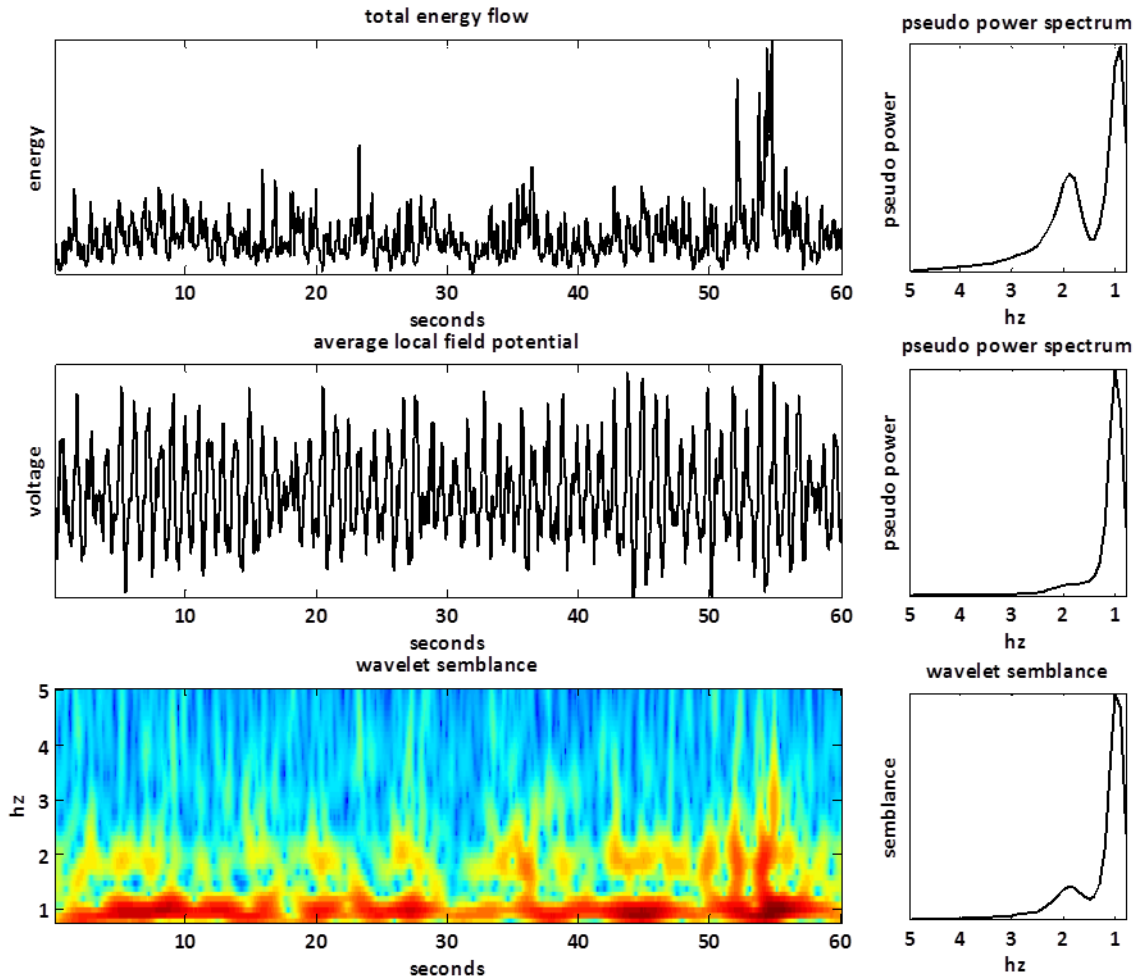 total energy flow
energy
10 20 30 40 50 60
seconds
pseudo power spectrum
pseudo power
5 4 3 2 1
hz
average local field potential
voltage
10 20 30 40 50 60
seconds
pseudo power spectrum
pseudo power
5 4 3 2 1
hz
wavelet semblance
5
4
3
2
1
hz
10 20 30 40 50 60
seconds
wavelet semblance
semblance
5 4 3 2 1
hz